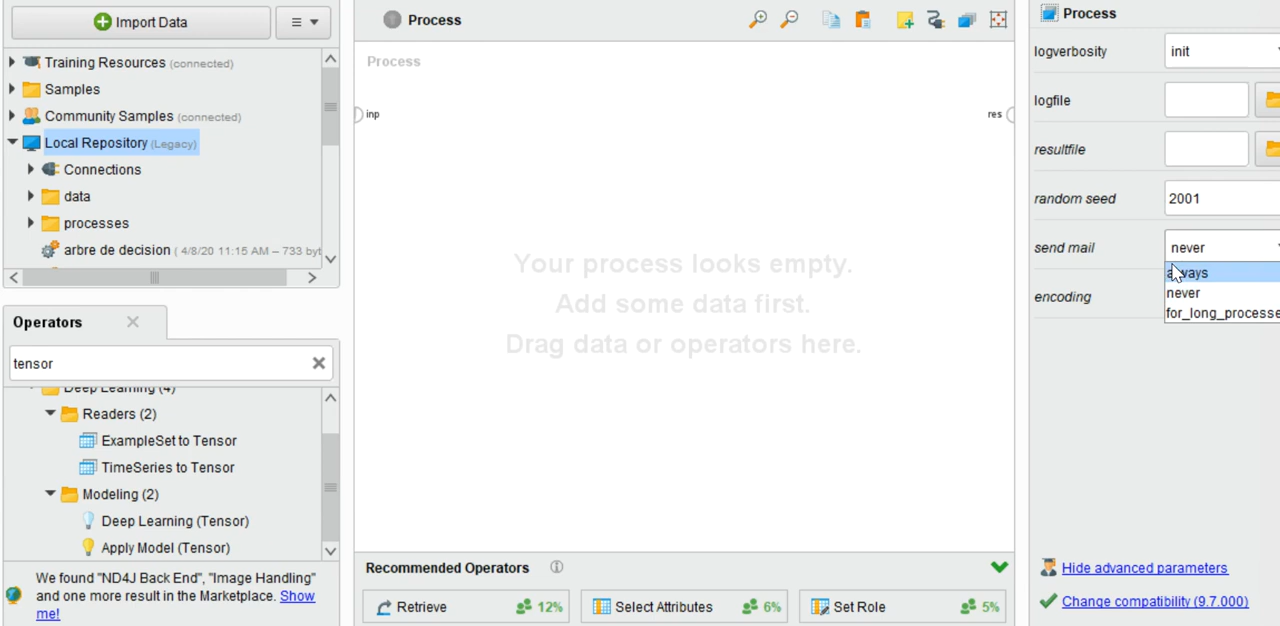 Import Data
Training Resources (connected)
Samples
Community Samples (connected)
Local Repository (Legacy)
Connections
data
processes
arbre de decision ( 4/8/20 11:15 AM – 733 byt
Operators
tensor
Deep Learning (4)
Readers (2)
ExampleSet to Tensor
TimeSeries to Tensor
Modeling (2)
Deep Learning (Tensor)
Apply Model (Tensor)
We found "ND4J Back End", "Image Handling"
and one more result in the Marketplace. Show
me!
Process
Process
inp
res
Your process looks empty.
Add some data first.
Drag data or operators here.
Recommended Operators
Retrieve 12%
Select Attributes 6%
Set Role 5%
Process
logverbosity init
logfile
resultfile
random seed 2001
send mail never
always
never
for_long_processe
encoding
Hide advanced parameters
Change compatibility (9.7.000)